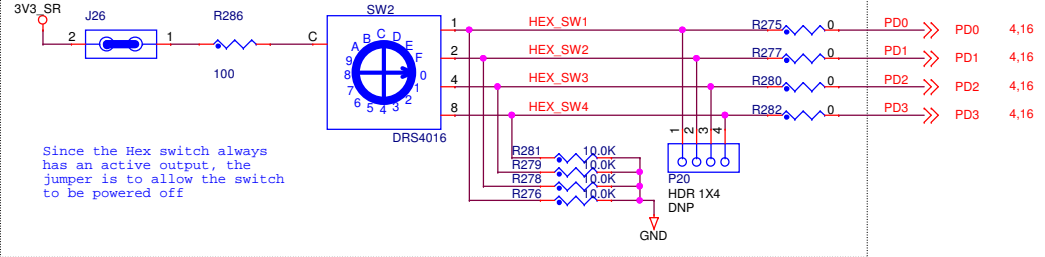 3V3_SR
J26
2
1
R286
100
C
SW2
0
1
2
3
4
5
6
7
8
9
A
B
C
D
E
F
DRS4016
1
2
4
8
HEX_SW1
HEX_SW2
HEX_SW3
HEX_SW4
R275
0
PD0
PD0
4,16
R277
0
PD1
PD1
4,16
R280
0
PD2
PD2
4,16
R282
0
PD3
PD3
4,16
1
2
3
4
P20
HDR 1X4
DNP
R281
10.0K
R279
10.0K
R278
10.0K
R276
10.0K
GND
Since the Hex switch always
has an active output, the
jumper is to allow the switch
to be powered off